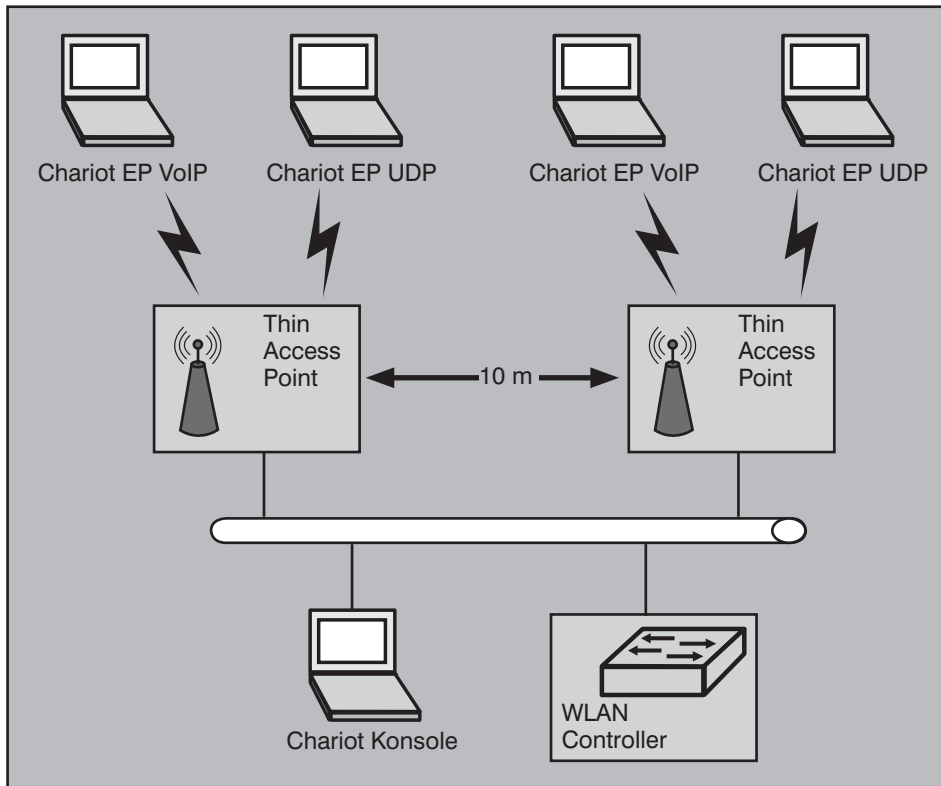 Chariot EP VoIP
Chariot EP UDP
Chariot EP VoIP
Chariot EP UDP
Thin
Access
Point
10 m
Thin
Access
Point
Chariot Konsole
WLAN
Controller